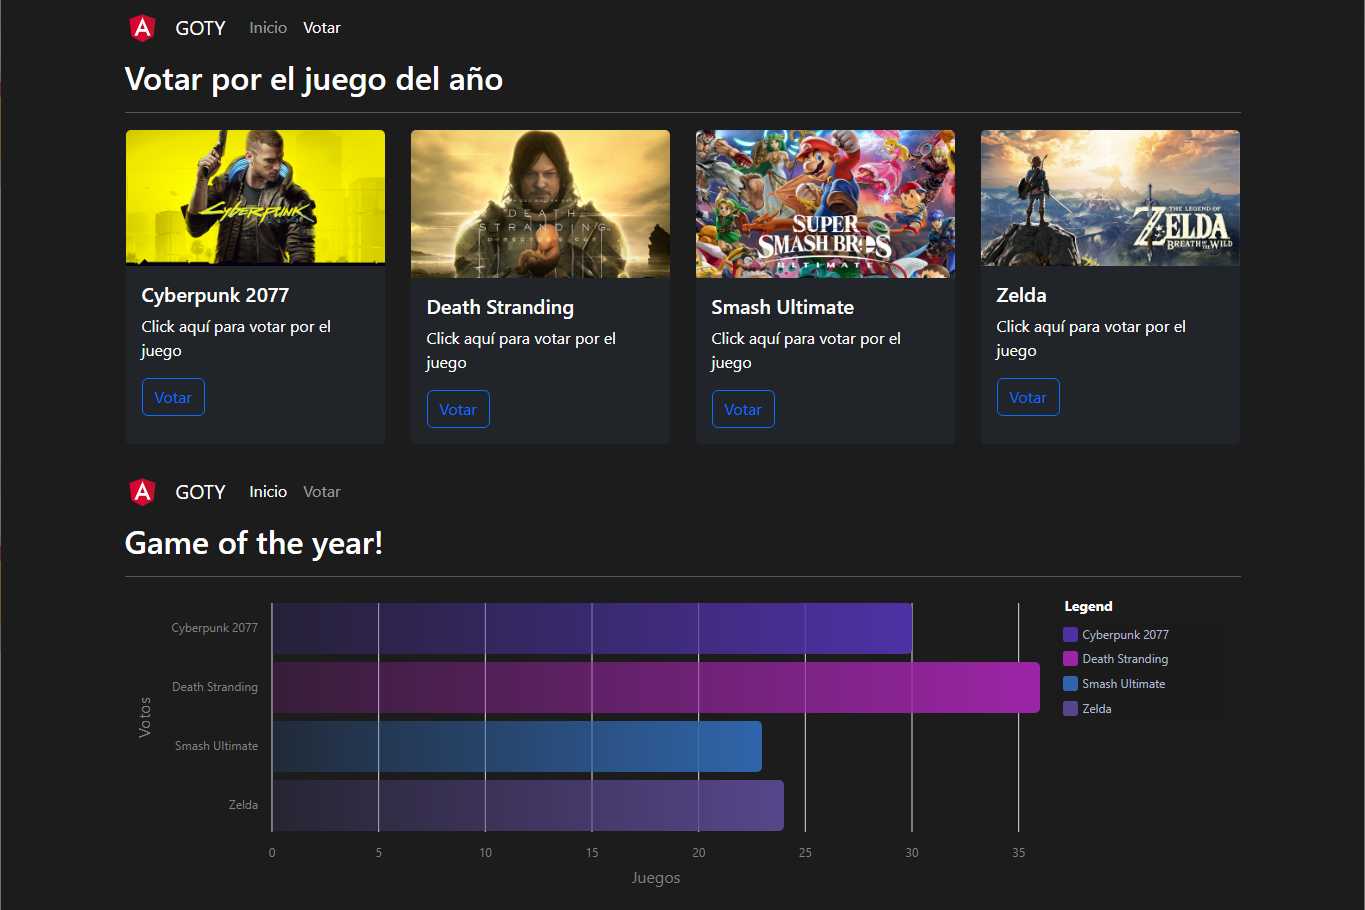 GOTY Inicio Votar
Votar por el juego del año
CYBERPUNK
DEATH
STRANDING
DIRECTOR'S CUT
SUPER
SMASH BROS
ULTIMATE
THE LEGEND OF
ZELDA
BREATH OF THE WILD
Cyberpunk 2077
Click aquí para votar por el
juego
Votar
Death Stranding
Click aquí para votar por el
juego
Votar
Smash Ultimate
Click aquí para votar por el
juego
Votar
Zelda
Click aquí para votar por el
juego
Votar
GOTY Inicio Votar
Game of the year!
Votos
Cyberpunk 2077
Death Stranding
Smash Ultimate
Zelda
0 5 10 15 20 25 30 35
Juegos
Legend
Cyberpunk 2077
Death Stranding
Smash Ultimate
Zelda